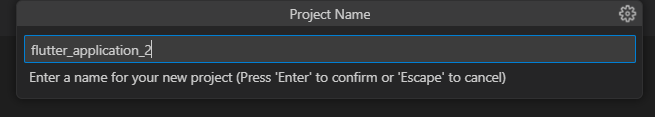 Project Name
flutter_application_2
Enter a name for your new project (Press 'Enter' to confirm or 'Escape' to cancel)